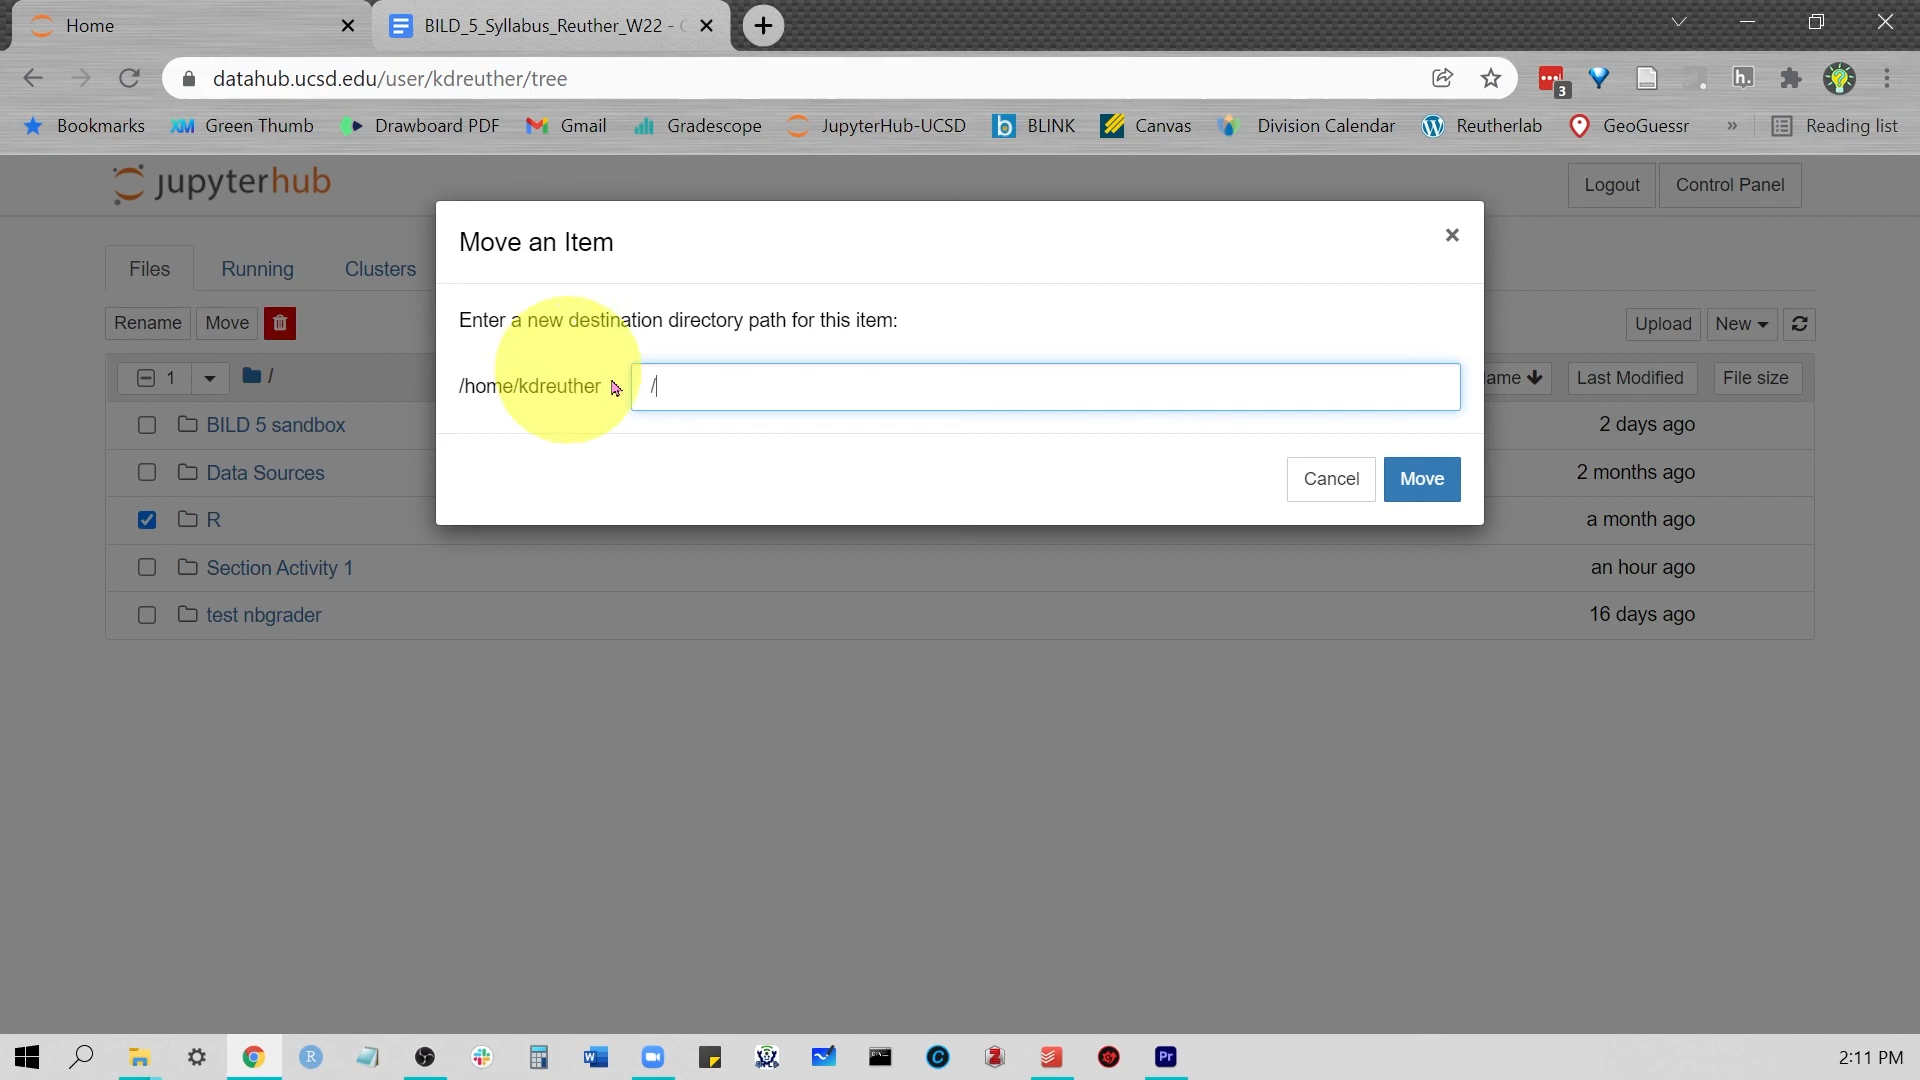 Home
BILD_5_Syllabus_Reuther_W22 -
datahub.ucsd.edu/user/kdreuther/tree
3
h.
Bookmarks
Green Thumb
Drawboard PDF
Gmail
Gradescope
JupyterHub-UCSD
BLINK
Canvas
Division Calendar
Reutherlab
GeoGuessr
»
Reading list
jupyterhub
Logout
Control Panel
Move an Item
Files
Running
Clusters
Enter a new destination directory path for this item:
Rename
Move
Upload
New
/home/kdreuther
/
1
/
ame
Last Modified
File size
BILD 5 sandbox
2 days ago
Data Sources
2 months ago
Cancel
Move
R
a month ago
Section Activity 1
an hour ago
test nbgrader
16 days ago
R
W
C
Z
Pr
2:11 PM